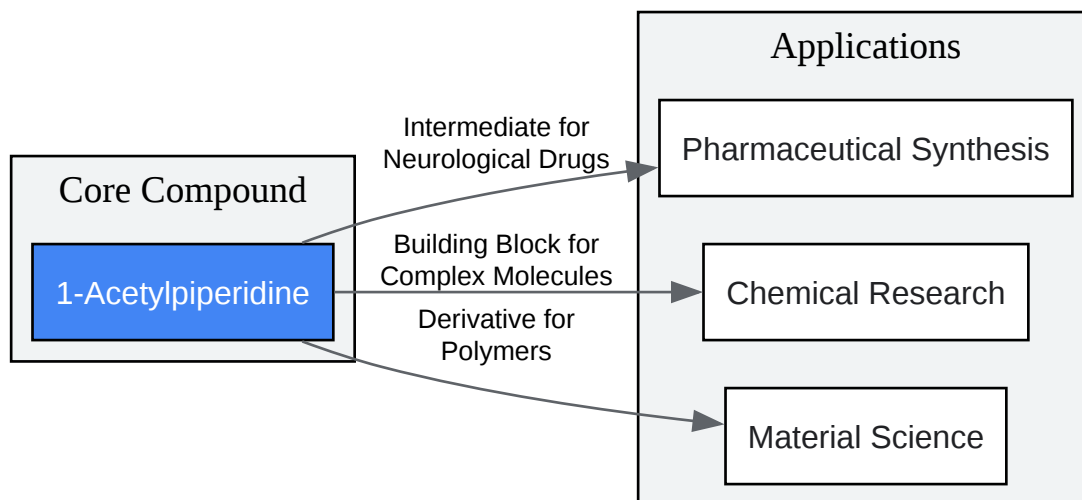 Core Compound
1-Acetylpiperidine
Intermediate for
Neurological Drugs
Building Block for
Complex Molecules
Derivative for
Polymers
Applications
Pharmaceutical Synthesis
Chemical Research
Material Science